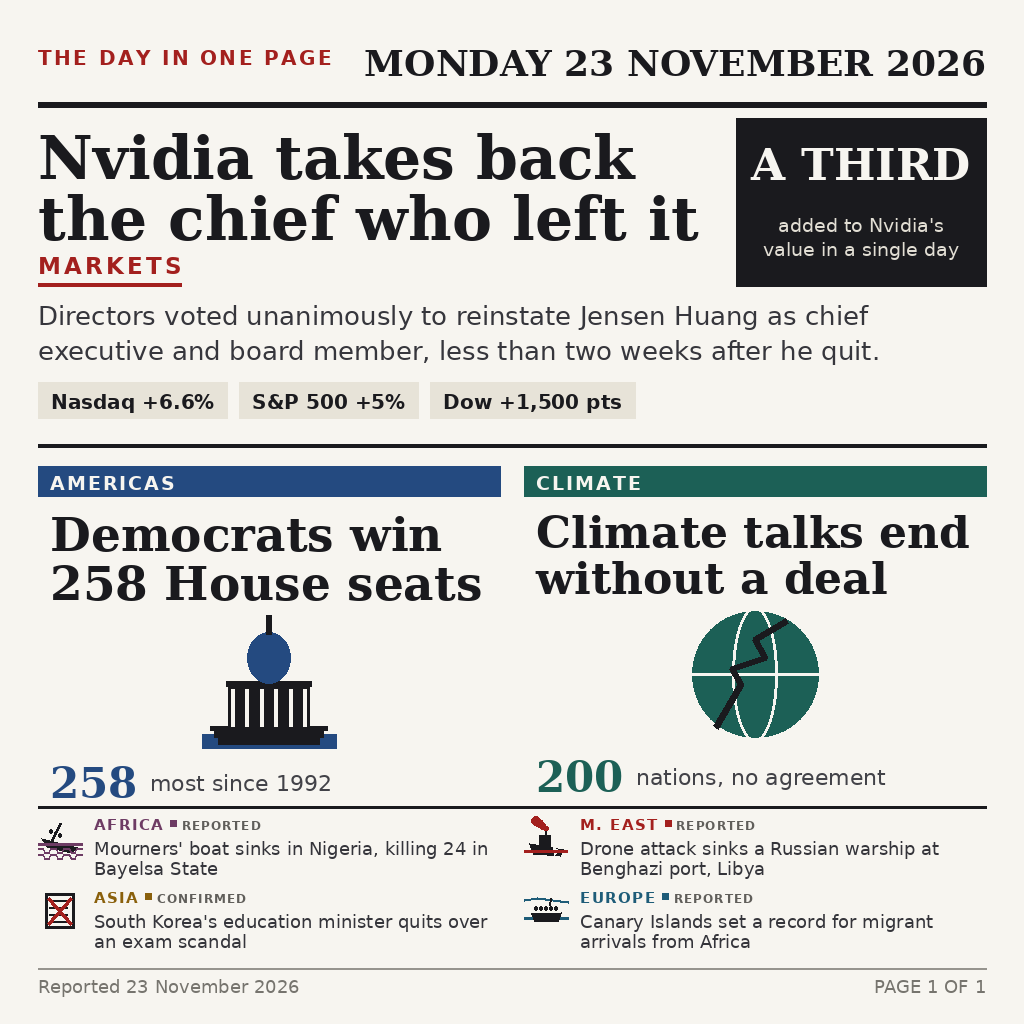 THE DAY IN ONE PAGE
MONDAY 23 NOVEMBER 2026
Nvidia takes back
the chief who left it
MARKETS
A THIRD
added to Nvidia's
value in a single day
Directors voted unanimously to reinstate Jensen Huang as chief
executive and board member, less than two weeks after he quit.
Nasdaq +6.6%
S&P 500 +5%
Dow +1,500 pts
AMERICAS
Democrats win
258 House seats
258 most since 1992
CLIMATE
Climate talks end
without a deal
200 nations, no agreement
AFRICA REPORTED
Mourners' boat sinks in Nigeria, killing 24 in
Bayelsa State
M. EAST REPORTED
Drone attack sinks a Russian warship at
Benghazi port, Libya
ASIA CONFIRMED
South Korea's education minister quits over
an exam scandal
EUROPE REPORTED
Canary Islands set a record for migrant
arrivals from Africa
Reported 23 November 2026
PAGE 1 OF 1